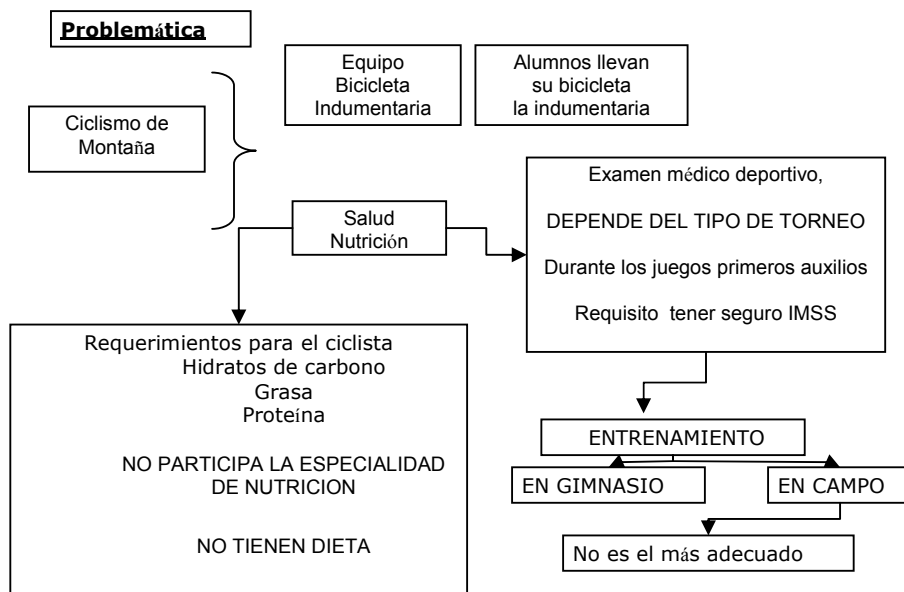 Problemática
Equipo
Bicicleta
Indumentaria
Alumnos llevan
su bicicleta
la indumentaria
Ciclismo de
Montaña
Examen médico deportivo,
DEPENDE DEL TIPO DE TORNEO
Durante los juegos primeros auxilios
Requisito tener seguro IMSS
Salud
Nutrición
Requerimientos para el ciclista
Hidratos de carbono
Grasa
Proteína
NO PARTICIPA LA ESPECIALIDAD
DE NUTRICION
NO TIENEN DIETA
ENTRENAMIENTO
EN GIMNASIO
EN CAMPO
No es el más adecuado